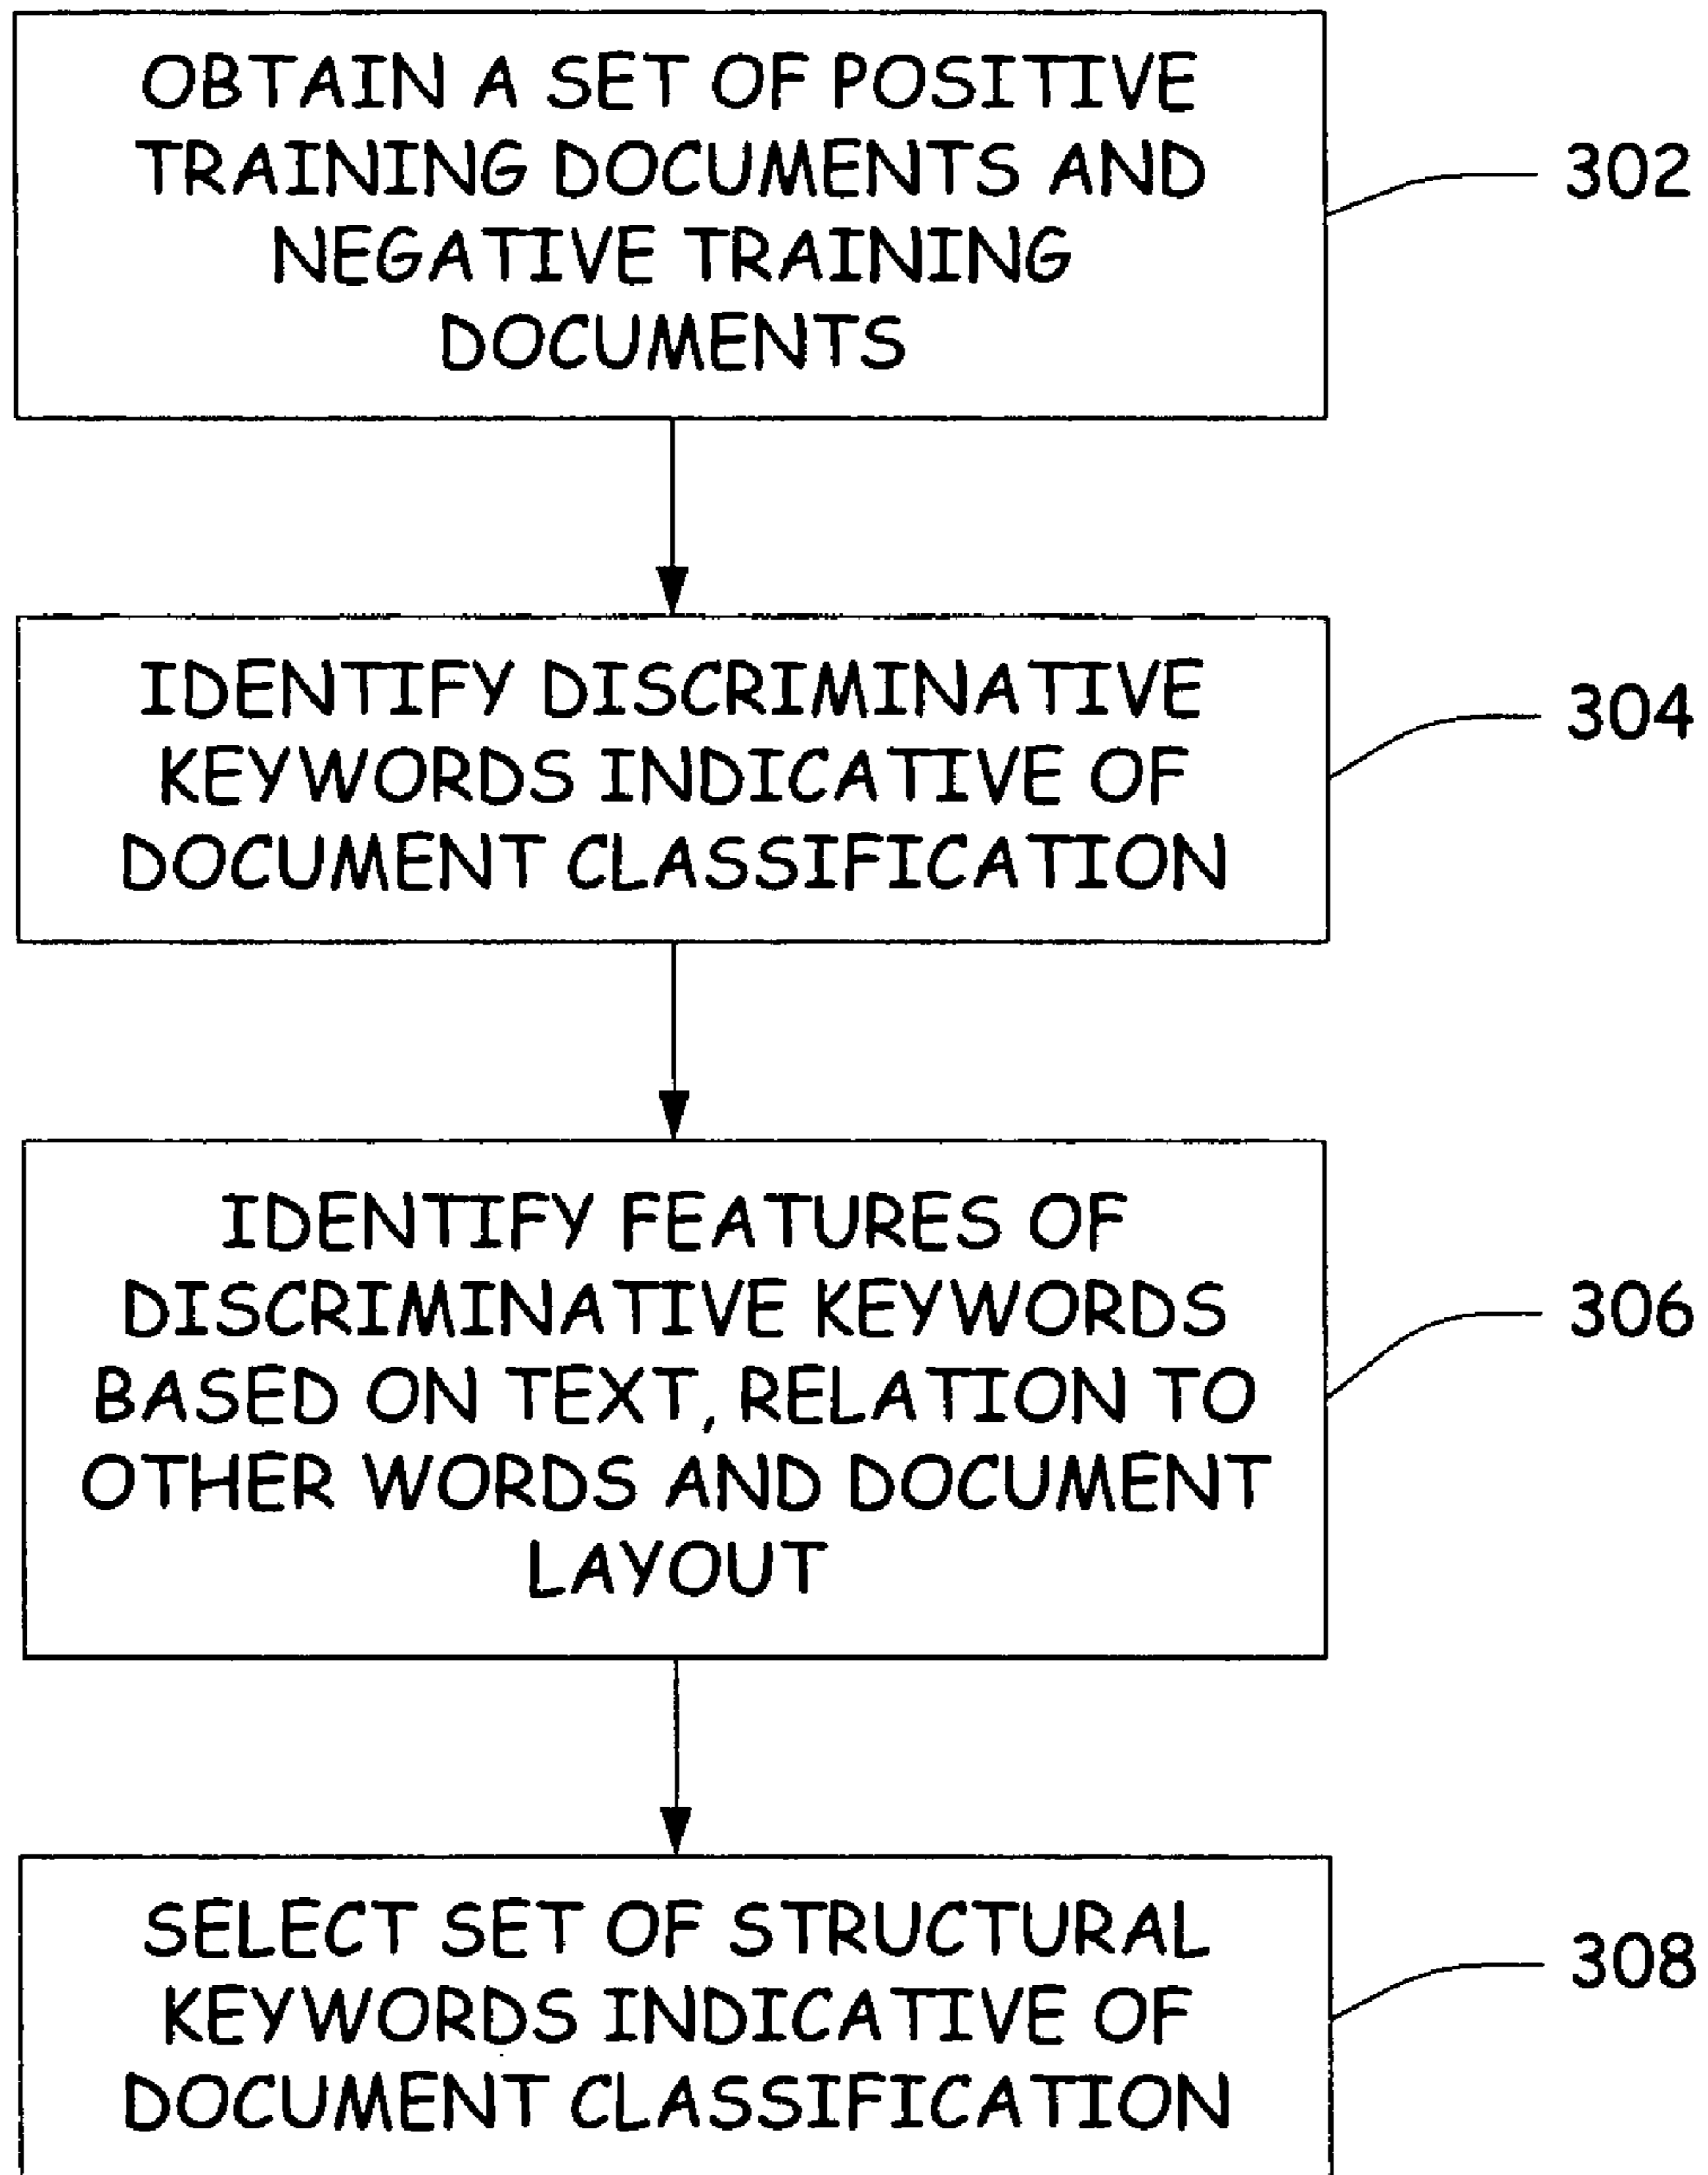 OBTAIN A SET OF POSITIVE
TRAINING DOCUMENTS AND
NEGATIVE TRAINING
DOCUMENTS
302
IDENTIFY DISCRIMINATIVE
KEYWORDS INDICATIVE OF
DOCUMENT CLASSIFICATION
304
IDENTIFY FEATURES OF
DISCRIMINATIVE KEYWORDS
BASED ON TEXT, RELATION TO
OTHER WORDS AND DOCUMENT
LAYOUT
306
SELECT SET OF STRUCTURAL
KEYWORDS INDICATIVE OF
DOCUMENT CLASSIFICATION
308